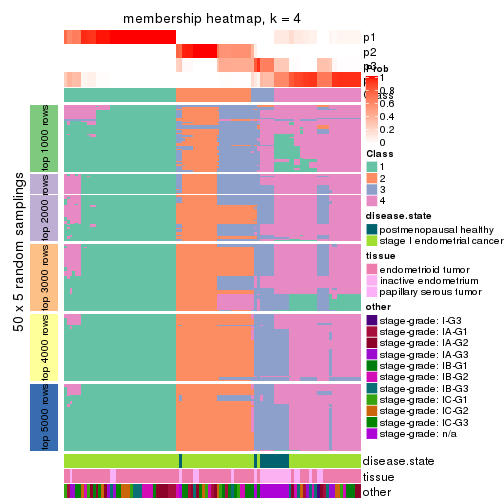 membership heatmap, k = 4
p1
p2
p3
Prob
1
0.8
0.6
0.4
0.2
0
Class
1
2
3
4
disease.state
postmenopausal healthy
stage I endometrial cancer
tissue
endometrioid tumor
inactive endometrium
papillary serous tumor
other
stage-grade: I-G3
stage-grade: IA-G1
stage-grade: IA-G2
stage-grade: IA-G3
stage-grade: IB-G1
stage-grade: IB-G2
stage-grade: IB-G3
stage-grade: IC-G1
stage-grade: IC-G2
stage-grade: IC-G3
stage-grade: n/a
50 x 5 random samplings
top 1000 rows
top 2000 rows
top 3000 rows
top 4000 rows
top 5000 rows
disease.state
tissue
other